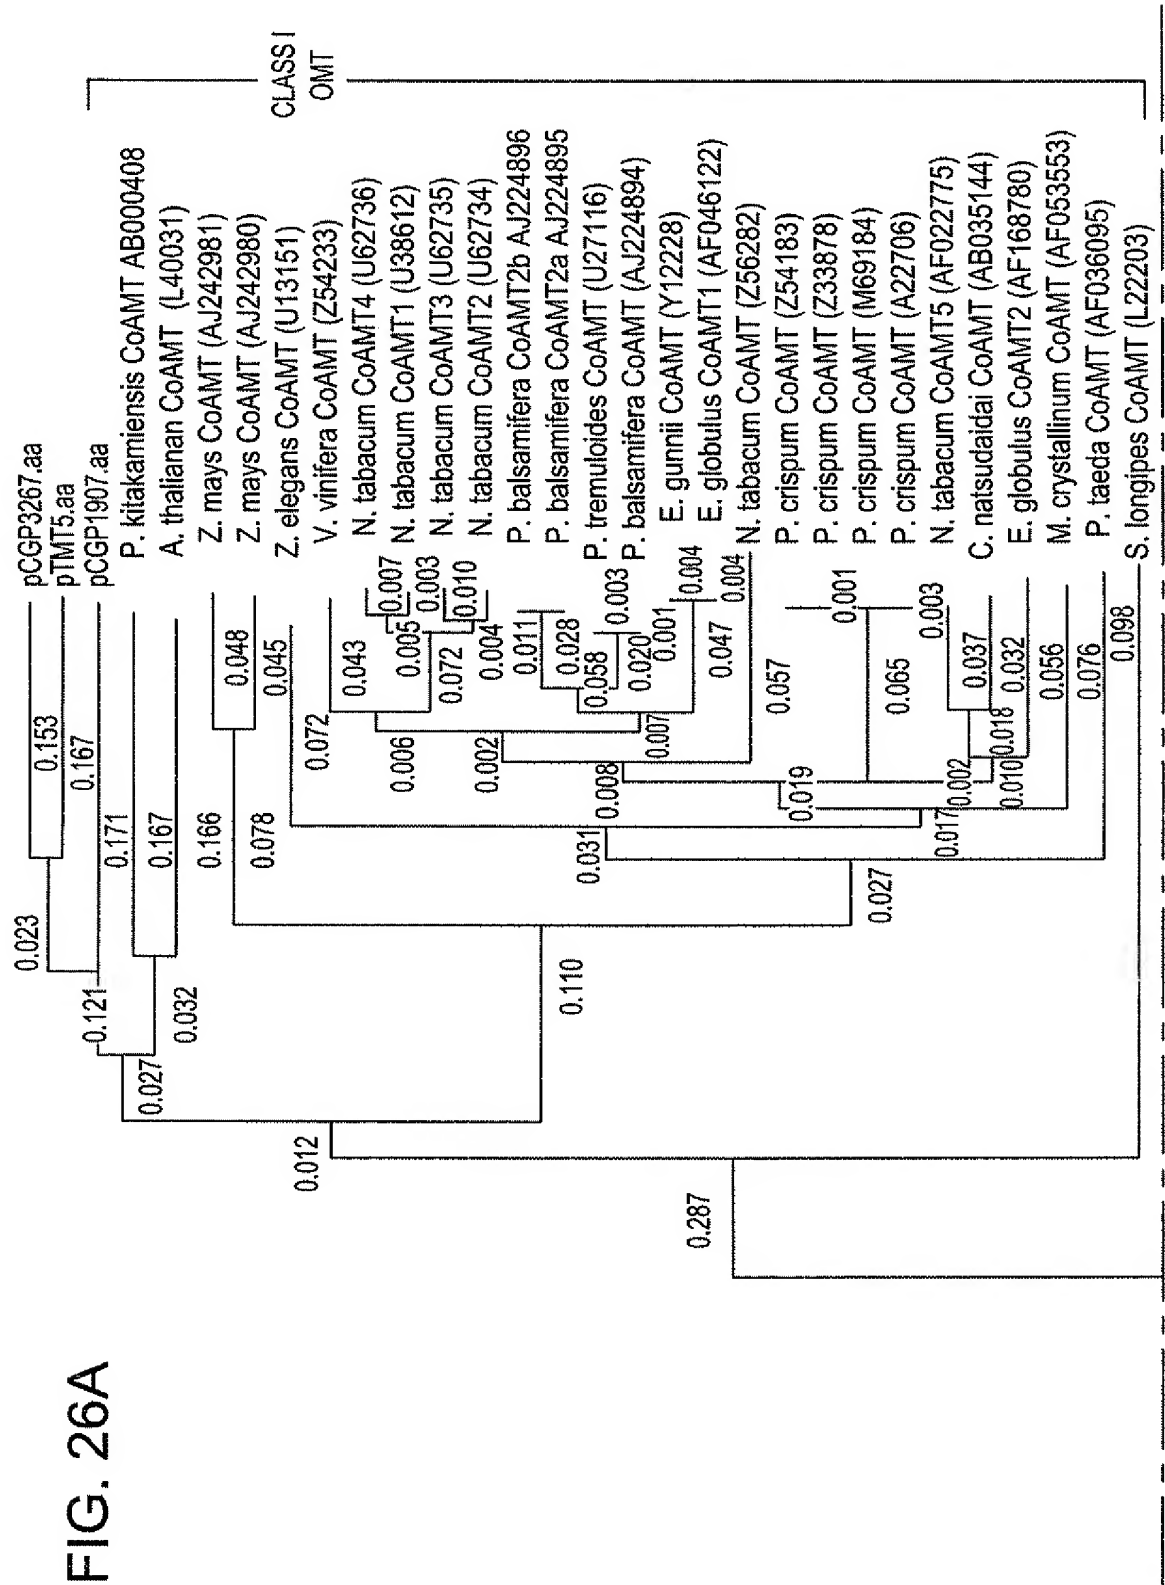 FIG. 26A
pCGP3267.aa
pTMT5.aa
pCGP1907.aa
P. kitakamiensis CoAMT AB000408
A. thalianan CoAMT (L40031)
Z. mays CoAMT (AJ242981)
Z. mays CoAMT (AJ242980)
Z. elegans CoAMT (U13151)
V. vinifera CoAMT (Z54233)
N. tabacum CoAMT4 (U62736)
N. tabacum CoAMT1 (U38612)
N. tabacum CoAMT3 (U62735)
N. tabacum CoAMT2 (U62734)
P. balsamifera CoAMT2b AJ224896
P. balsamifera CoAMT2a AJ224895
P. tremuloides CoAMT (U27116)
P. balsamifera CoAMT (AJ224894)
E. gunnii CoAMT (Y12228)
E. globulus CoAMT1 (AF046122)
N. tabacum CoAMT (Z56282)
P. crispum CoAMT (Z54183)
P. crispum CoAMT (Z33878)
P. crispum CoAMT (M69184)
P. crispum CoAMT (A22706)
N. tabacum CoAMT5 (AF022775)
C. natsudaidai CoAMT (AB035144)
E. globulus CoAMT2 (AF168780)
M. crystallinum CoAMT (AF053553)
P. taeda CoAMT (AF036095)
S. longipes CoAMT (L22203)
CLASS I
OMT
0.023
0.153
0.167
0.121
0.171
0.167
0.032
0.027
0.166
0.048
0.078
0.045
0.012
0.072
0.043
0.007
0.005
0.003
0.072
0.010
0.004
0.006
0.002
0.011
0.028
0.058
0.003
0.020
0.001
0.004
0.004
0.007
0.047
0.008
0.031
0.110
0.287
0.057
0.019
0.001
0.065
0.003
0.037
0.032
0.018
0.002
0.010
0.017
0.027
0.056
0.076
0.098